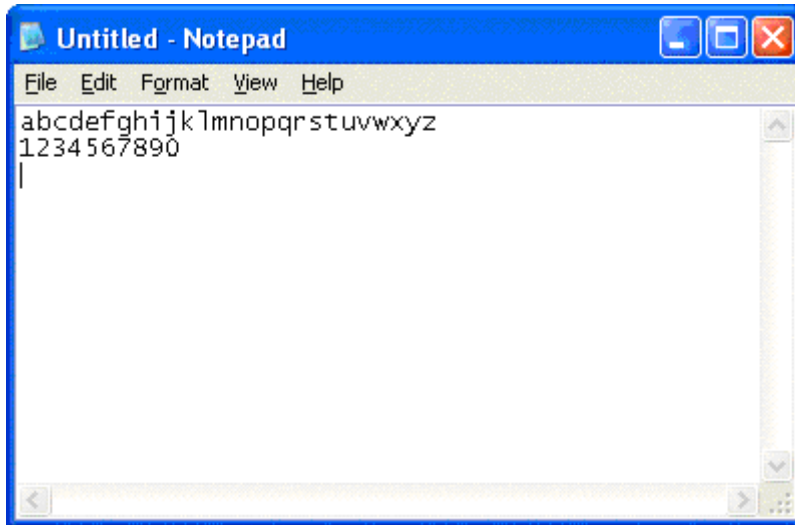 Untitled - Notepad
File Edit Format View Help
abcdefghijklmnopqrstuvwxyz
1234567890